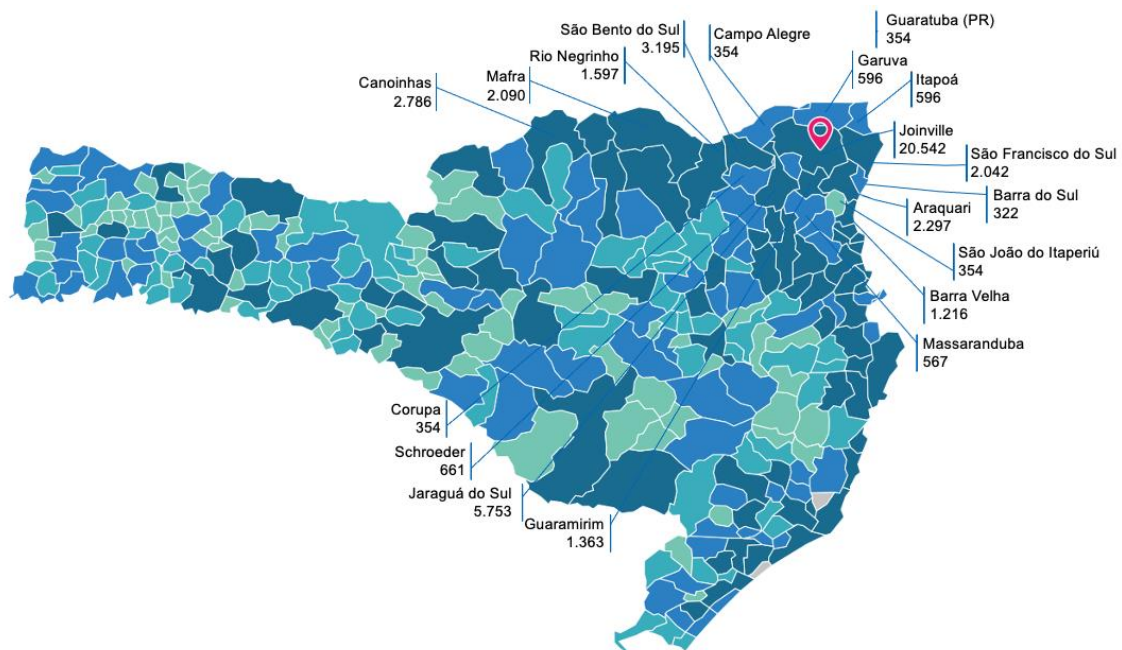 Guaratuba (PR)
354
São Bento do Sul
3.195
Campo Alegre
354
Rio Negrinho
1.597
Garuva
596
Mafra
2.090
Itapoá
596
Canoinhas
2.786
Joinville
20.542
São Francisco do Sul
2.042
Barra do Sul
322
Araquari
2.297
São João do Itaperiú
354
Barra Velha
1.216
Massaranduba
567
Corupa
354
Schroeder
661
Jaraguá do Sul
5.753
Guaramirim
1.363